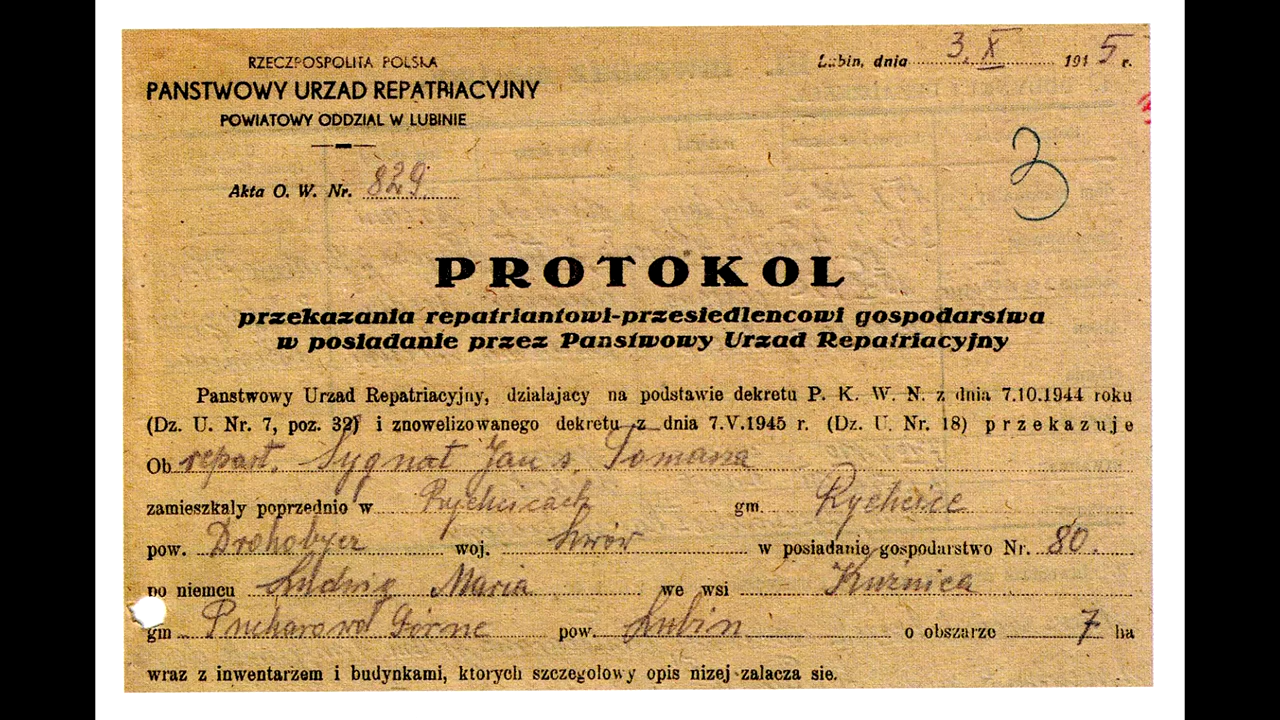 RZECZPOSPOLITA POLSKA
PANSTWOWY URZAD REPATRIACYJNY
POWIATOWY ODDZIAL W LUBINIE
Lubin, dnia 3. X 1945 r.
3
Akta O. W. Nr. 829.
PROTOKOL
przekazania repatriantowi-przesiedlencowi gospodarstwa
w posiadanie przez Panstwowy Urzad Repatriacyjny
Panstwowy Urzad Repatriacyjny, dzialajacy na podstawie dekretu P. K. W. N. z dnia 7.10.1944 roku
(Dz. U. Nr. 7, poz. 32) i znowelizowanego dekretu z dnia 7.V.1945 r. (Dz. U. Nr. 18) przekazuje
Ob repart. Sygnat Jan s. Tomasza
zamieszkaly poprzednio w Rychcicach gm Rychcice
pow. Drohobycz woj. Lwów w posiadanie gospodarstwo Nr. 80.
po niemcu Ludwig Maria we wsi Kuźnica
gm Górne pow. Lubin o obszarze 7 ha
wraz z inwentarzem i budynkami, ktorych szczegolowy opis nizej zalacza sie.